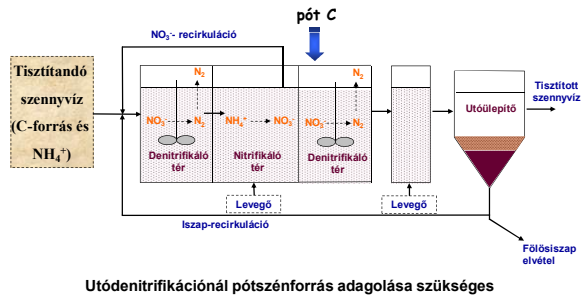 pót C
NO₃⁻- recirkuláció
Tisztítandó
szennyvíz
(C-forrás és
NH₄⁺)
N₂
NO₃⁻ N₂
Denitrifikáló
tér
NH₄⁺ NO₃⁻
Nitrifikáló
tér
N₂
NO₃⁻ N₂
Denitrifikáló
tér
Utóülepítő
Tisztított
szennyvíz
Levegő
Levegő
Iszap-recirkuláció
Fölösiszap
elvétel
Utódenitrifikációnál pótszénforrás adagolása szükséges